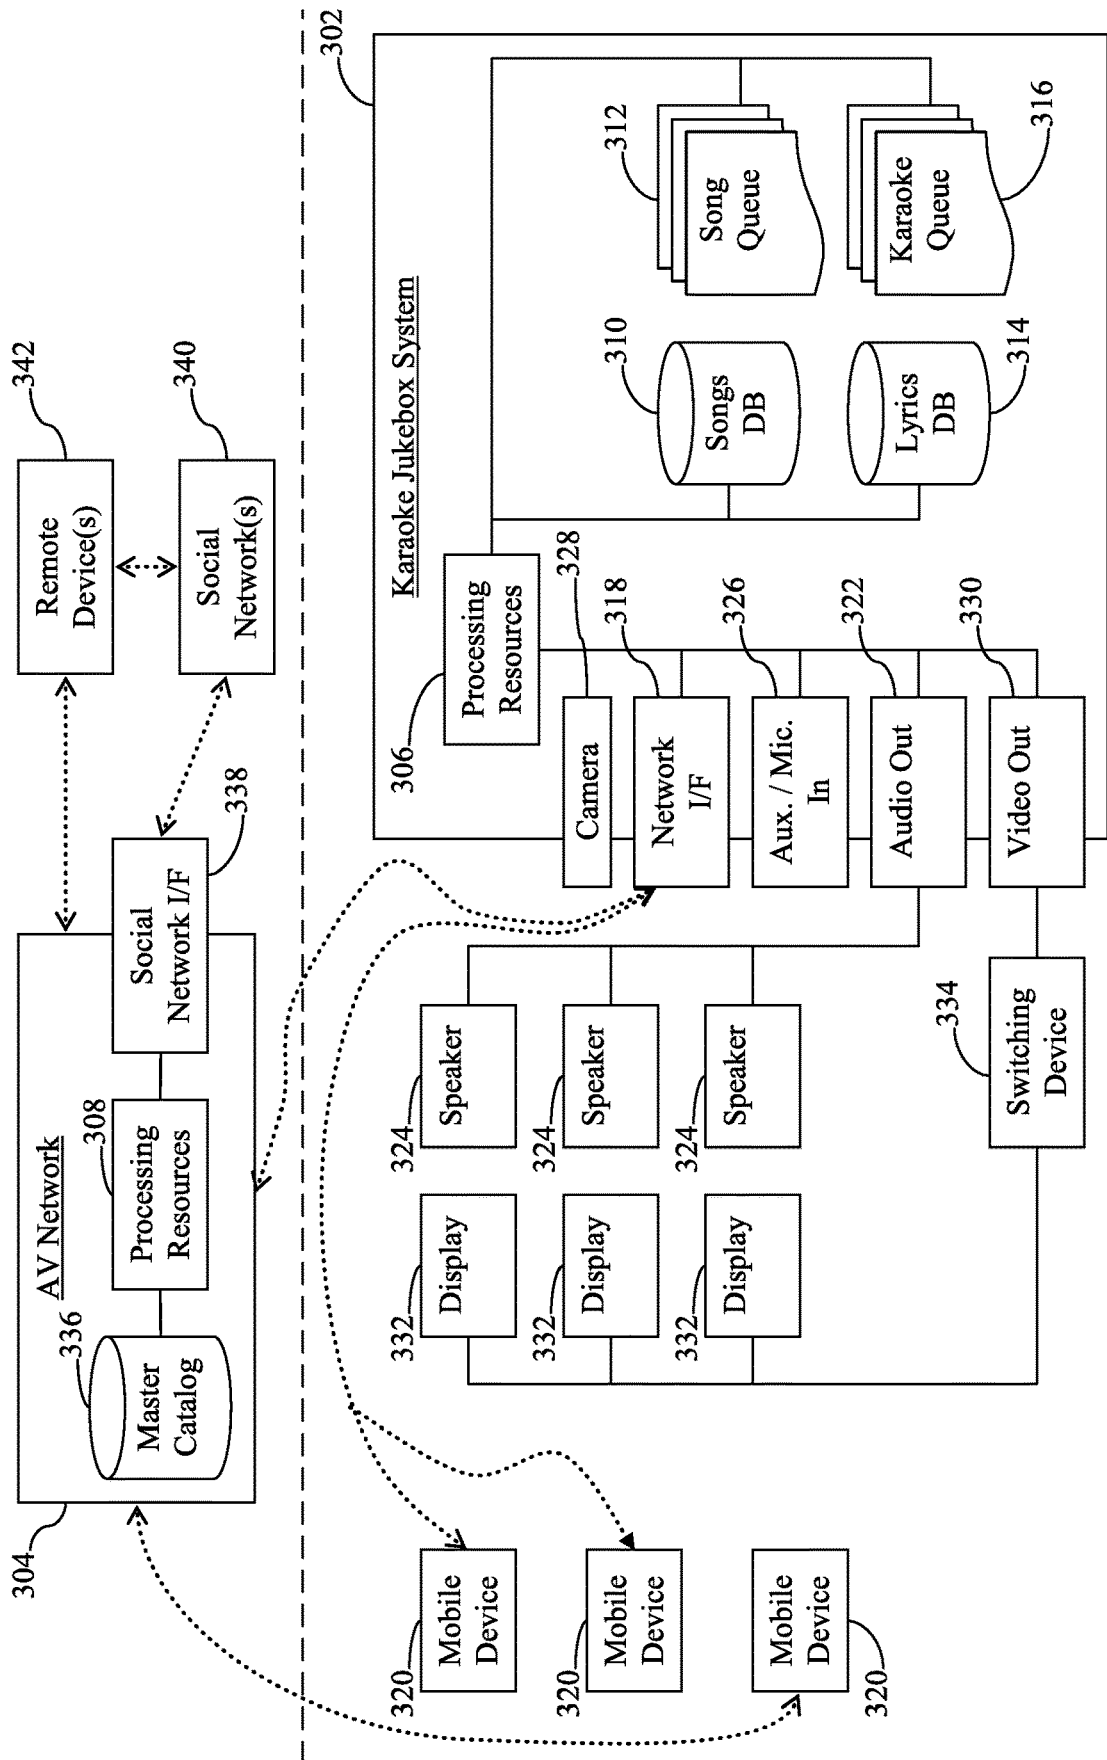 304
AV Network
336
Master
Catalog
308
Processing
Resources
Social
Network I/F
338
Remote
Device(s)
342
Social
Network(s)
340
320
Mobile
Device
320
Mobile
Device
Mobile
Device
320
332
Display
332
Display
332
Display
324
Speaker
324
Speaker
324
Speaker
334
Switching
Device
302
Karaoke Jukebox System
306
Processing
Resources
Camera
328
Network
I/F
318
Aux. / Mic.
In
326
Audio Out
322
Video Out
330
310
Songs
DB
Lyrics
DB
314
312
Song
Queue
Karaoke
Queue
316